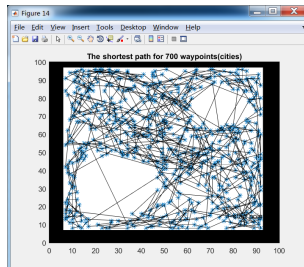 Figure 14
File Edit View Insert Tools Desktop Window Help
The shortest path for 700 waypoints(cities)
100
90
80
70
60
50
40
30
20
10
0
0 10 20 30 40 50 60 70 80 90 100